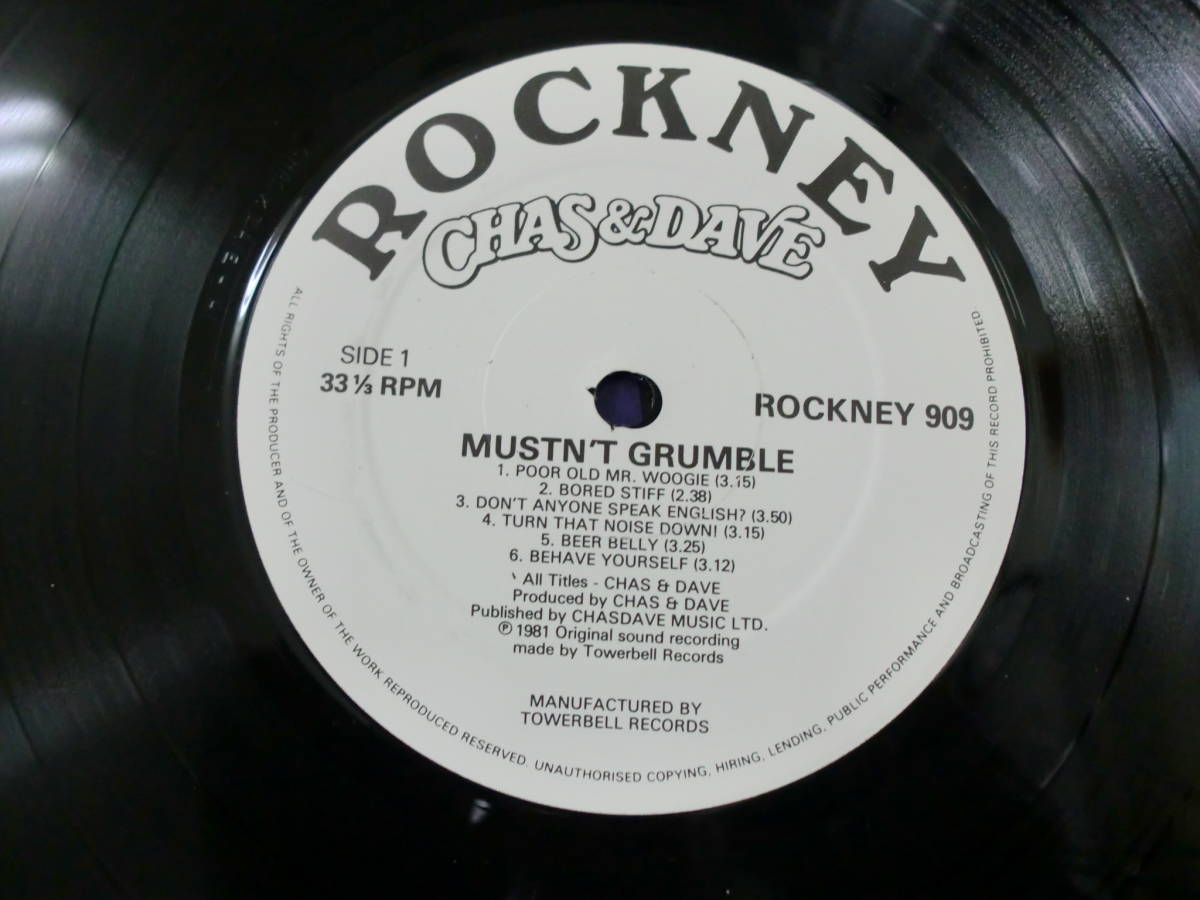 ROCKNEY
CHAS & DAVE
SIDE 1
33 ⅓ RPM
ROCKNEY 909
MUSTN'T GRUMBLE
1. POOR OLD MR. WOOGIE (3.15)
2. BORED STIFF (2.38)
3. DON'T ANYONE SPEAK ENGLISH? (3.50)
4. TURN THAT NOISE DOWN! (3.15)
5. BEER BELLY (3.25)
6. BEHAVE YOURSELF (3.12)
All Titles - CHAS & DAVE
Produced by CHAS & DAVE
Published by CHASDAVE MUSIC LTD.
℗ 1981 Original sound recording
made by Towerbell Records
MANUFACTURED BY
TOWERBELL RECORDS
ALL RIGHTS OF THE PRODUCER AND OF THE OWNER OF THE WORK REPRODUCED RESERVED. UNAUTHORISED COPYING, HIRING, LENDING, PUBLIC PERFORMANCE AND BROADCASTING OF THIS RECORD PROHIBITED.